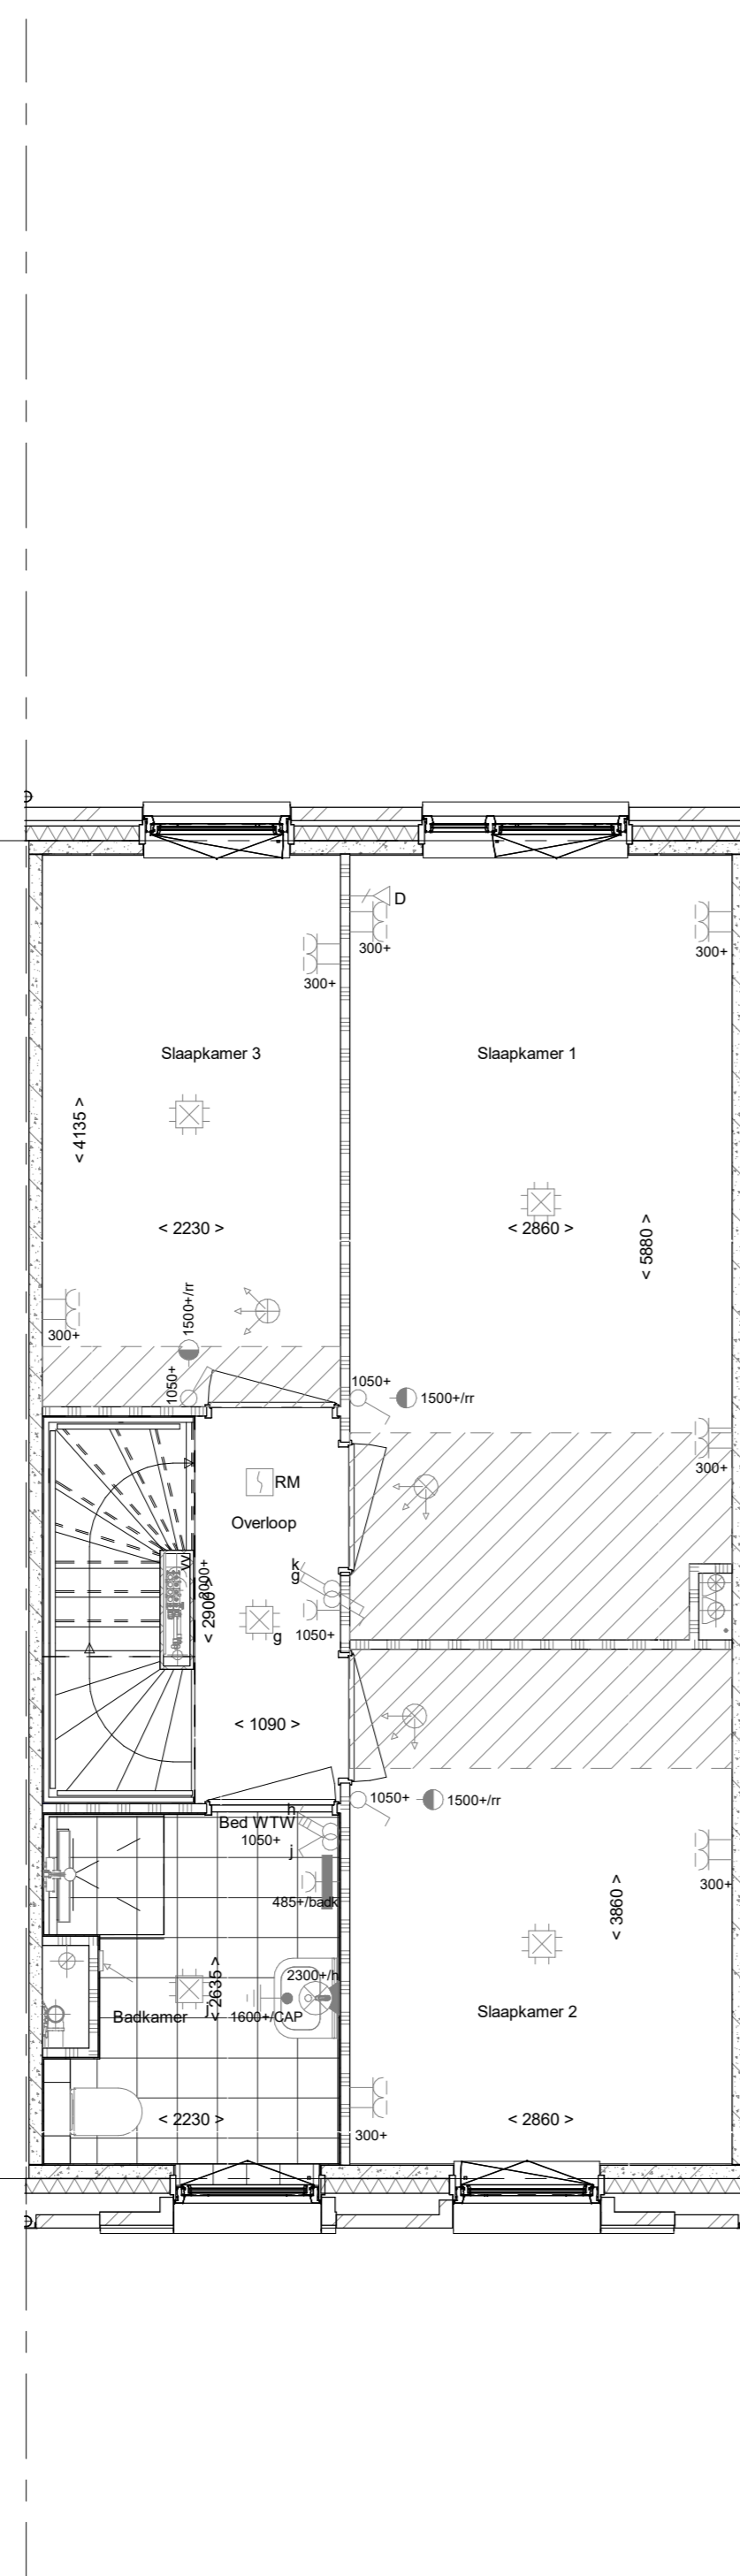 D
300+
300+
300+
Slaapkamer 3
Slaapkamer 1
< 4135 >
< 2230 >
< 2860 >
< 5880 >
1500+/rr
300+
1050+
1050+
1500+/rr
300+
RM
Overloop
k
g
2000+
< 2900 >
g
1050+
< 1090 >
1050+
1500+/rr
h
Bed WTW
1050+
j
300+
485+/badk
< 3860 >
2300+/h
< 2635 >
j
Badkamer
1600+/CAP
Slaapkamer 2
< 2230 >
< 2860 >
300+